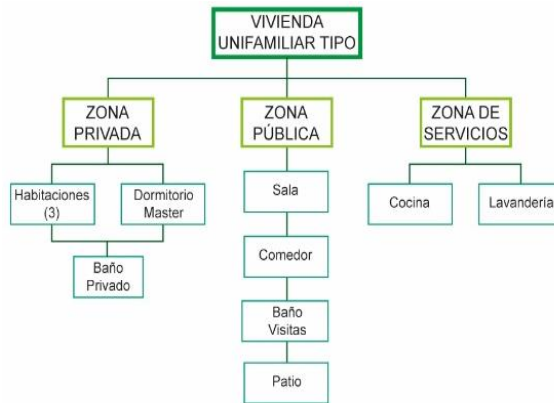 VIVIENDA
UNIFAMILIAR TIPO
ZONA
PRIVADA
ZONA
PÚBLICA
ZONA DE
SERVICIOS
Habitaciones
(3)
Dormitorio
Master
Baño
Privado
Sala
Comedor
Baño
Visitas
Patio
Cocina
Lavandería